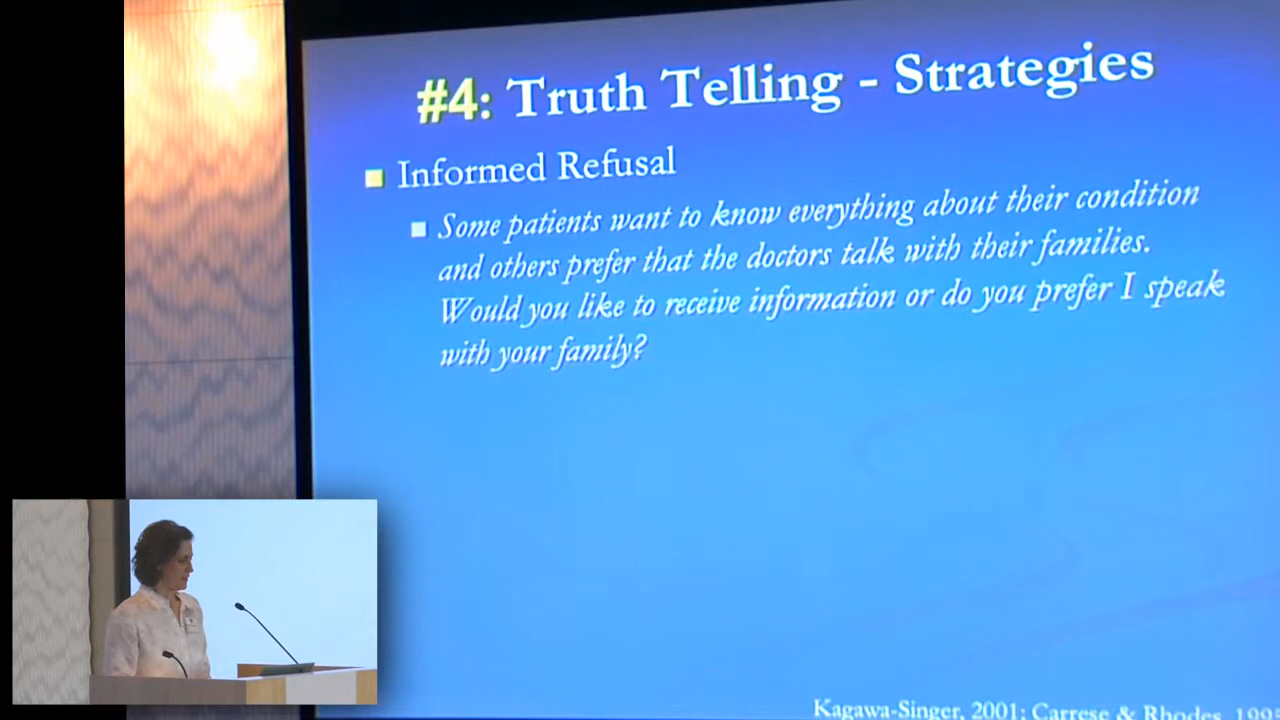 #4: Truth Telling - Strategies
Informed Refusal
Some patients want to know everything about their condition
and others prefer that the doctors talk with their families.
Would you like to receive information or do you prefer I speak
with your family?
Kagawa-Singer, 2001; Carrese & Rhodes, 1995